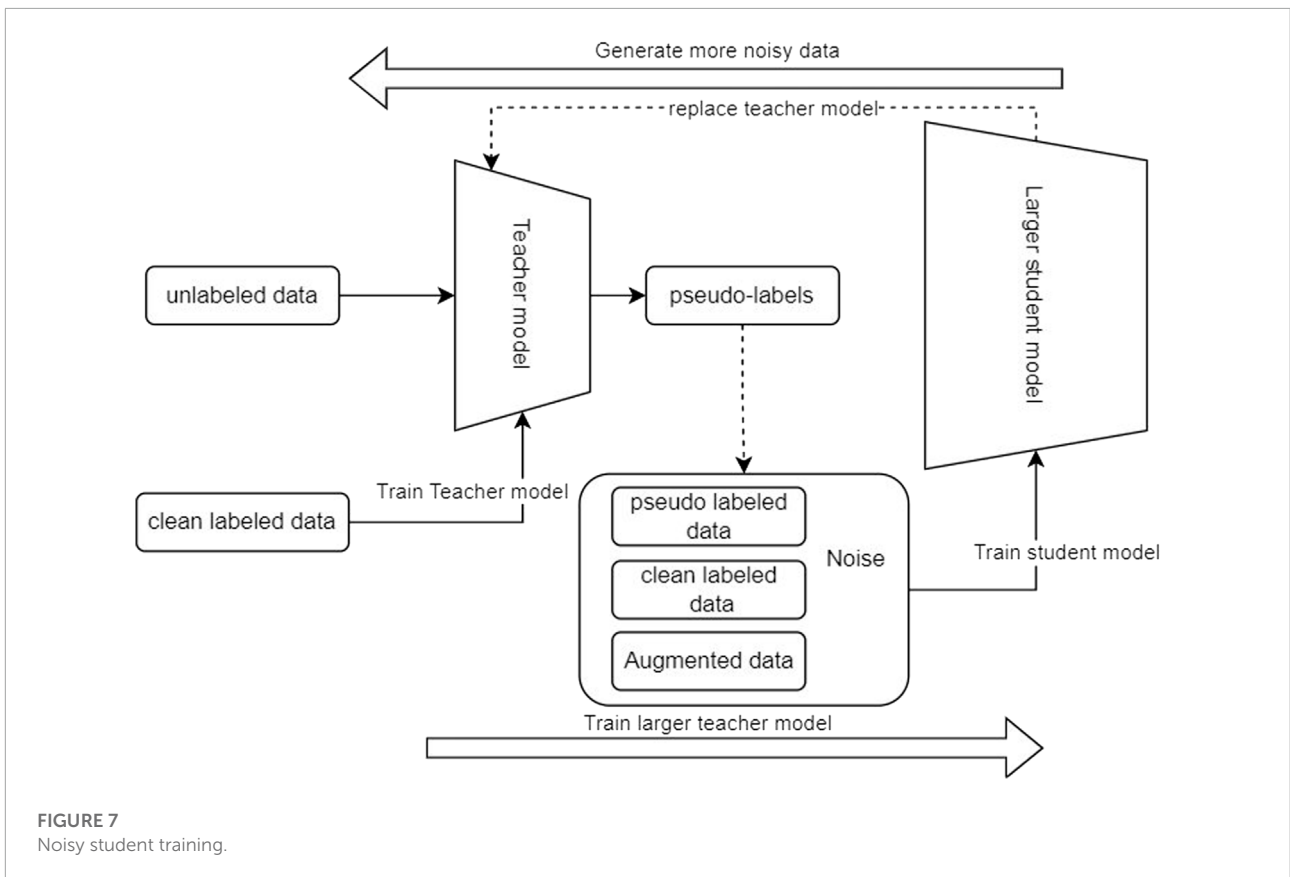 Generate more noisy data
replace teacher model
Teacher model
Larger student model
unlabeled data
pseudo-labels
Train Teacher model
clean labeled data
pseudo labeled
data
Noise
clean labeled
data
Augmented data
Train student model
Train larger teacher model
FIGURE 7
Noisy student training.